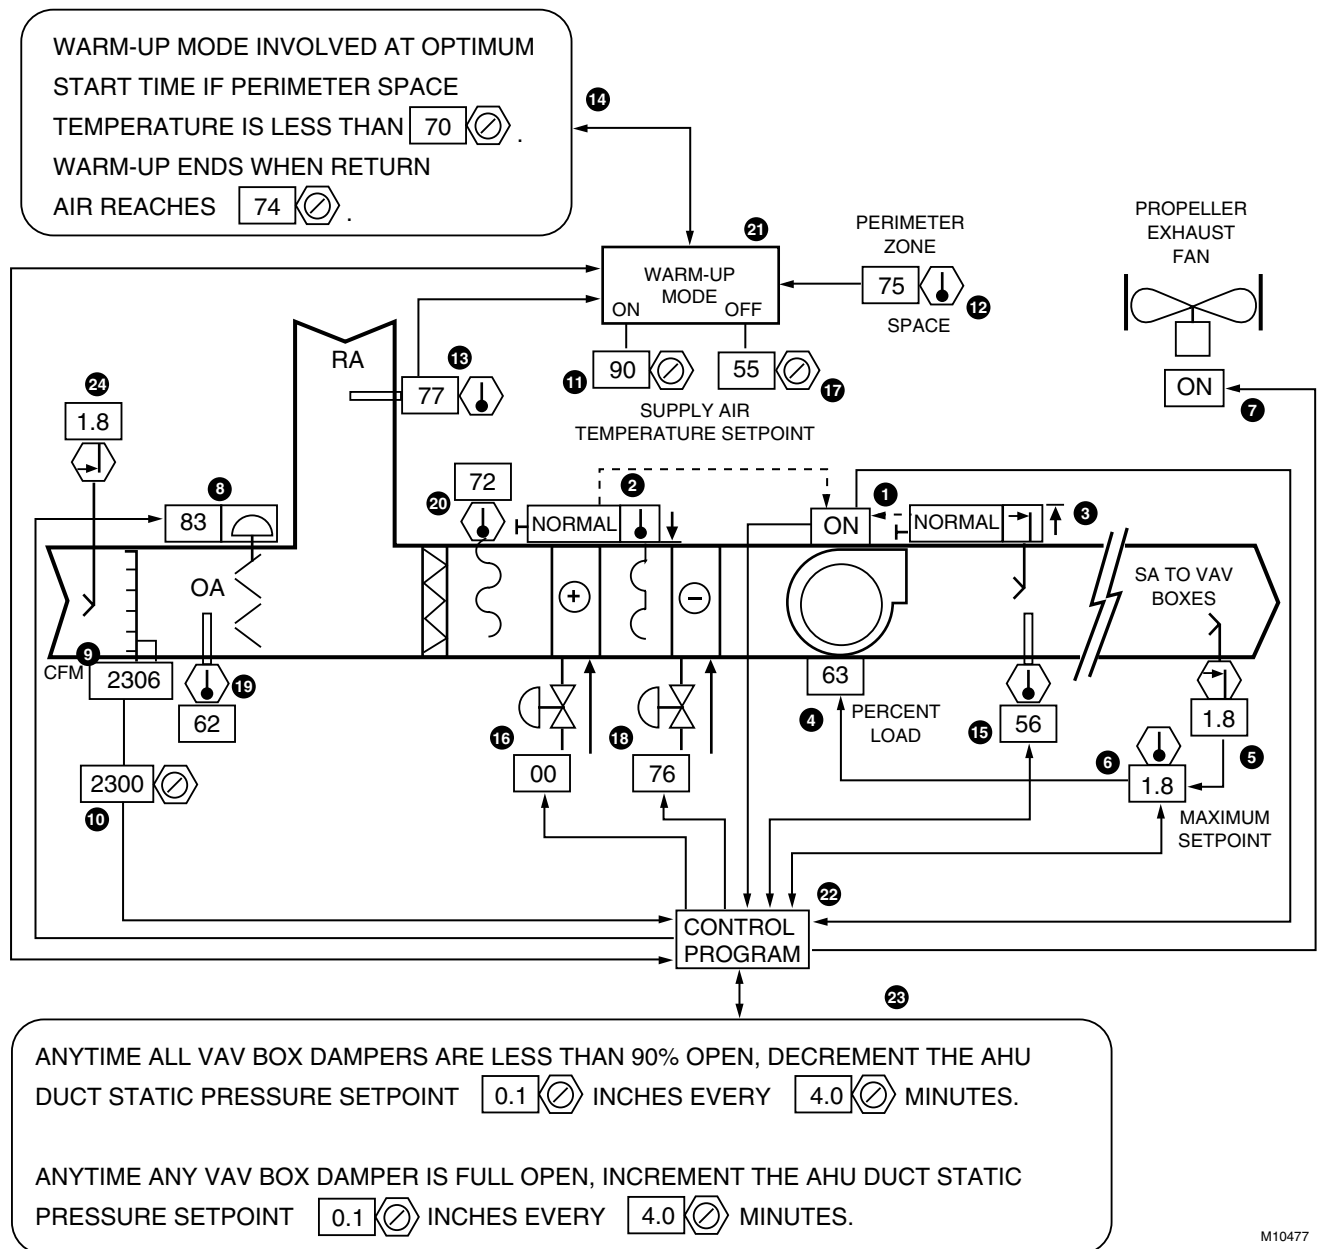 WARM-UP MODE INVOLVED AT OPTIMUM
START TIME IF PERIMETER SPACE
TEMPERATURE IS LESS THAN 70 .
WARM-UP ENDS WHEN RETURN
AIR REACHES 74 .
14
21
WARM-UP
MODE
ON OFF
PERIMETER
ZONE
75
12
SPACE
PROPELLER
EXHAUST
FAN
ON
7
11
90
55
17
SUPPLY AIR
TEMPERATURE SETPOINT
RA
13
77
24
1.8
8
83
20
72
2
NORMAL
1
ON
NORMAL
3
OA
+
−
SA TO VAV
BOXES
9
CFM
2306
19
62
63
4
PERCENT
LOAD
15
56
1.8
5
6
1.8
MAXIMUM
SETPOINT
16
00
18
76
2300
10
22
CONTROL
PROGRAM
23
ANYTIME ALL VAV BOX DAMPERS ARE LESS THAN 90% OPEN, DECREMENT THE AHU
DUCT STATIC PRESSURE SETPOINT 0.1 INCHES EVERY 4.0 MINUTES.
ANYTIME ANY VAV BOX DAMPER IS FULL OPEN, INCREMENT THE AHU DUCT STATIC
PRESSURE SETPOINT 0.1 INCHES EVERY 4.0 MINUTES.
M10477